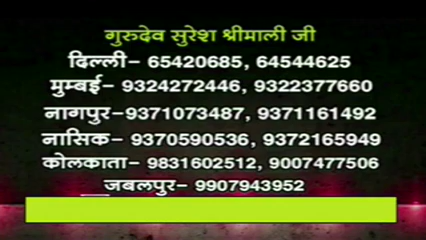 गुरुदेव सुरेश श्रीमाली जी
दिल्ली- 65420685, 64544625
मुम्बई- 9324272446, 9322377660
नागपुर-9371073487, 9371161492
नासिक- 9370590536, 9372165949
कोलकाता- 9831602512, 9007477506
जबलपुर- 9907943952